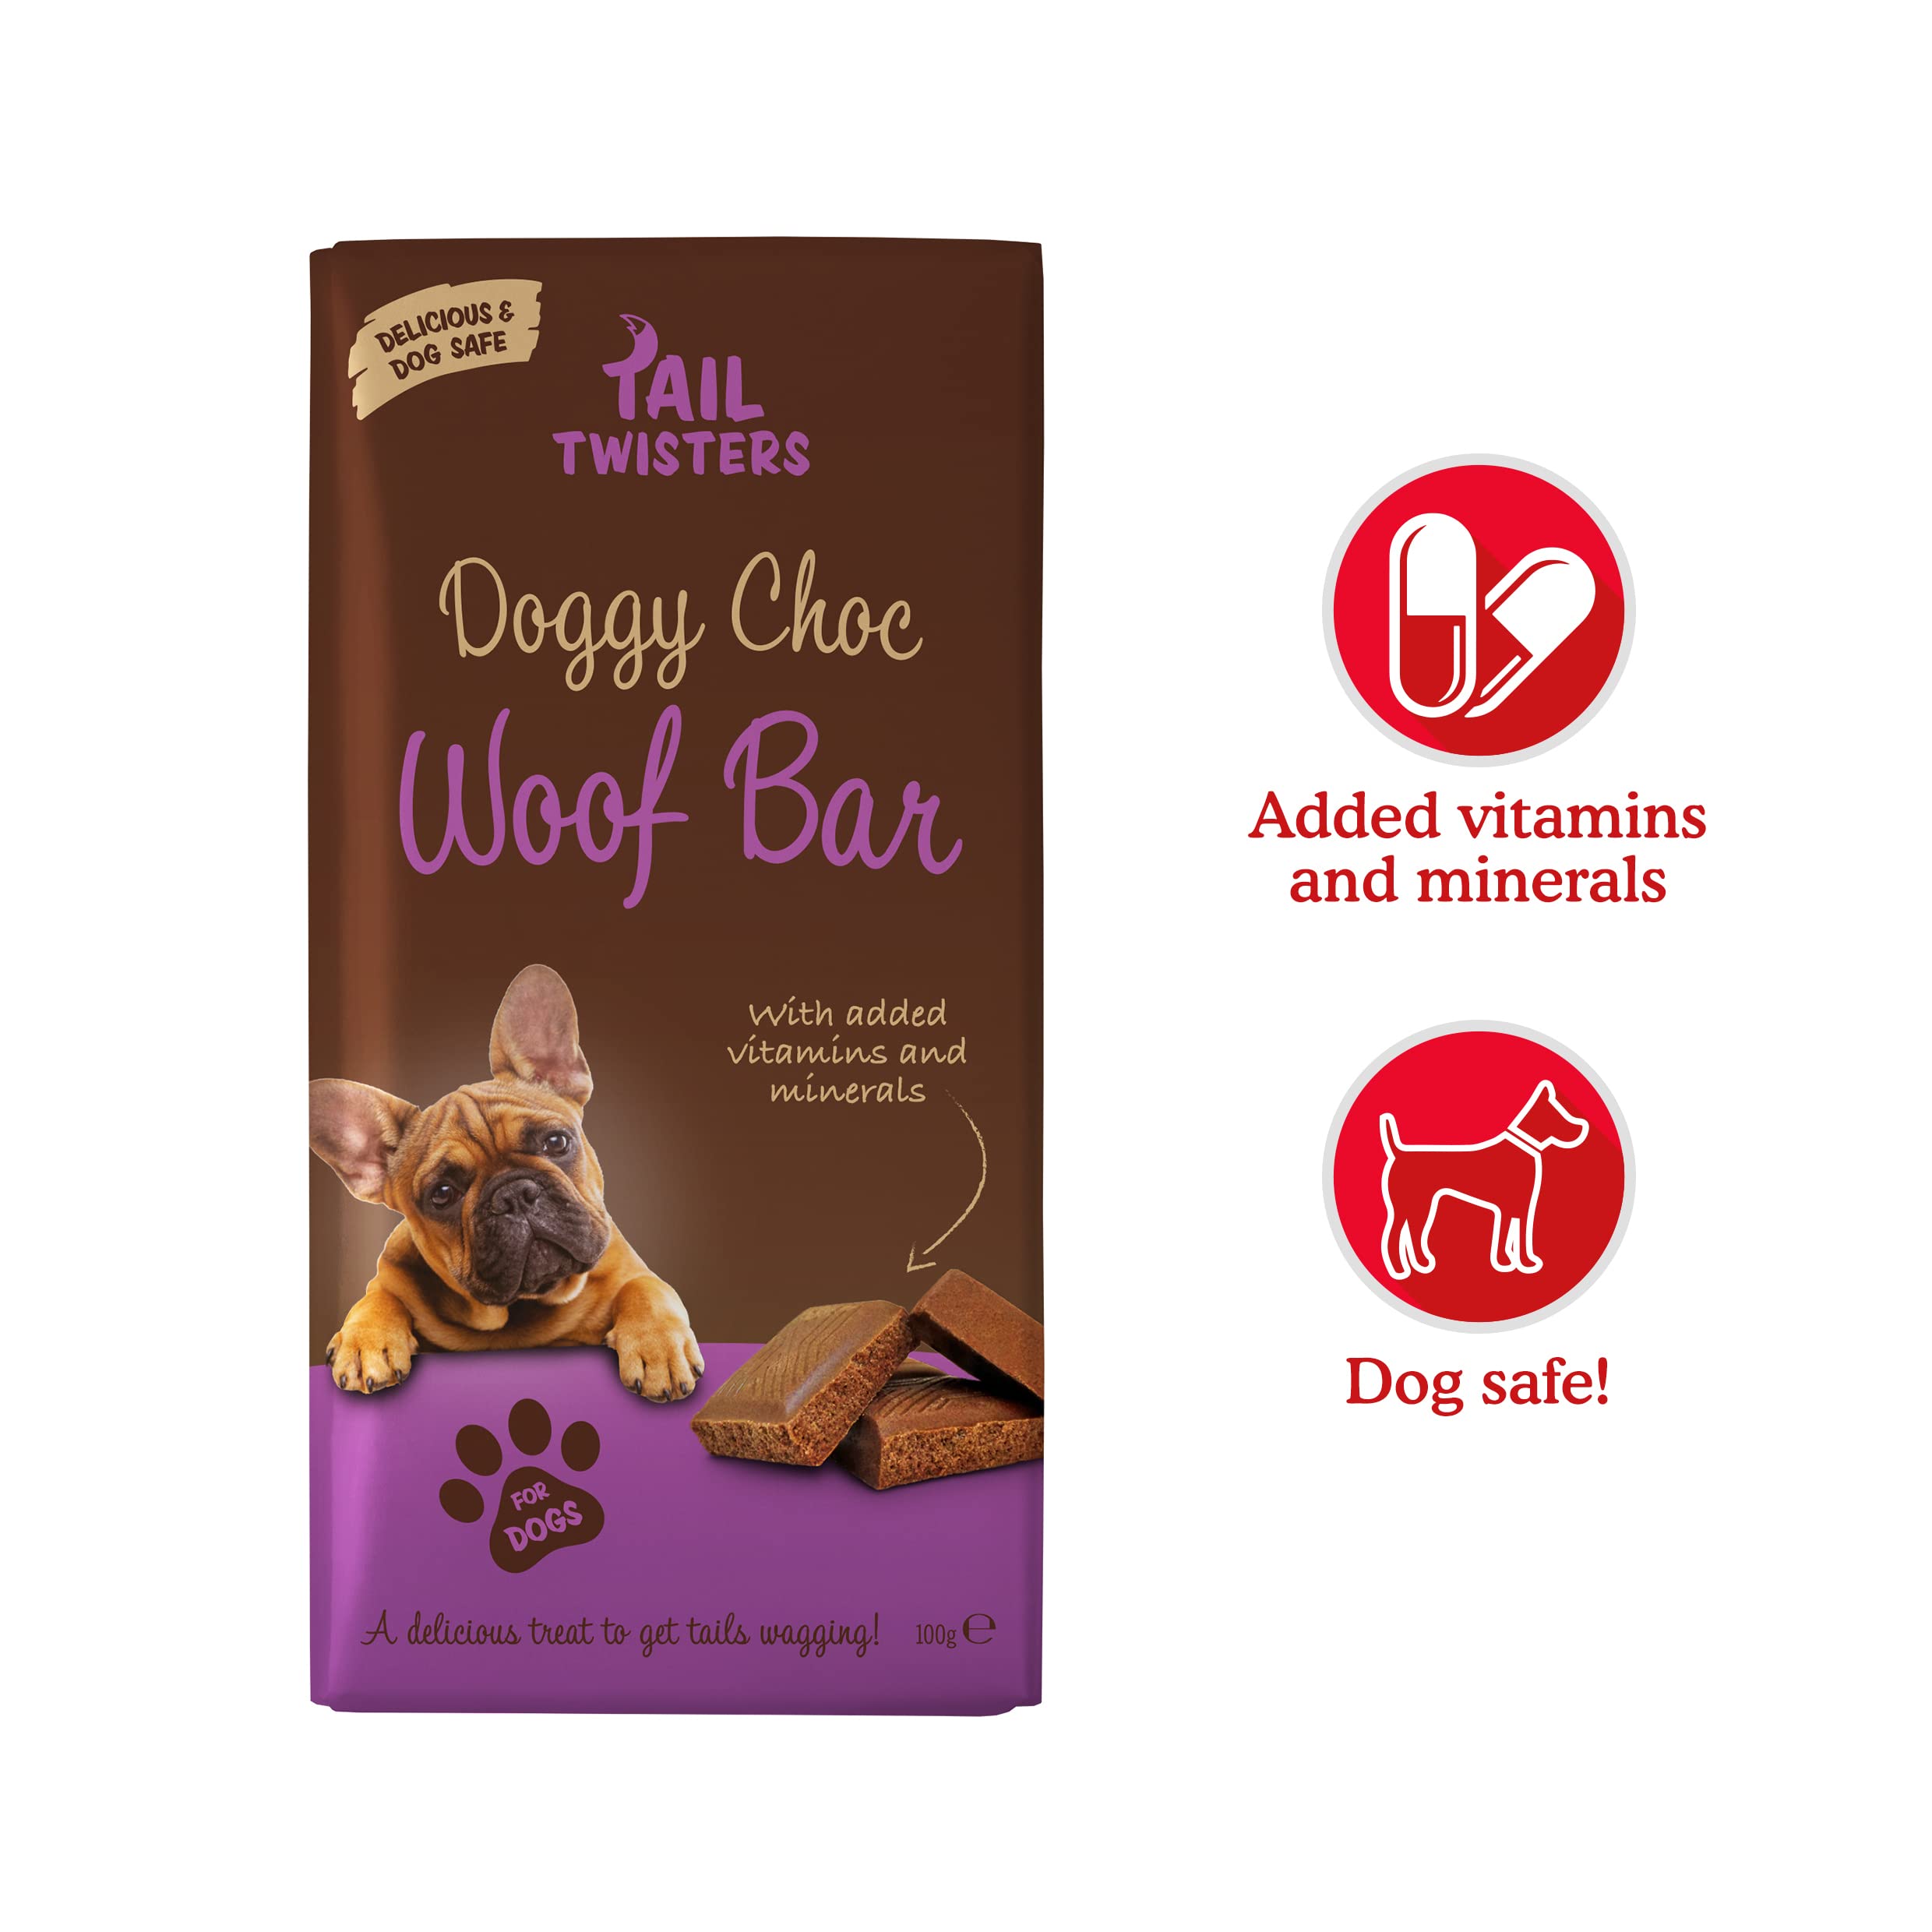 DELICIOUS &
DOG SAFE
TAIL
TWISTERS
Doggy Choc
Woof Bar
With added
vitamins and
minerals
FOR
DOGS
A delicious treat to get tails wagging! 100g ℮
Added vitamins
and minerals
Dog safe!